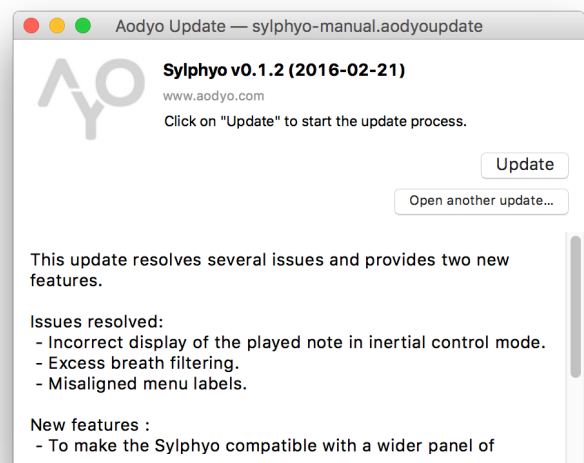 Aodyo Update — sylphyo-manual.aodyoupdate
AYO
Sylphyo v0.1.2 (2016-02-21)
www.aodyo.com
Click on "Update" to start the update process.
Update
Open another update...
This update resolves several issues and provides two new
features.
Issues resolved:
- Incorrect display of the played note in inertial control mode.
- Excess breath filtering.
- Misaligned menu labels.
New features :
- To make the Sylphyo compatible with a wider panel of